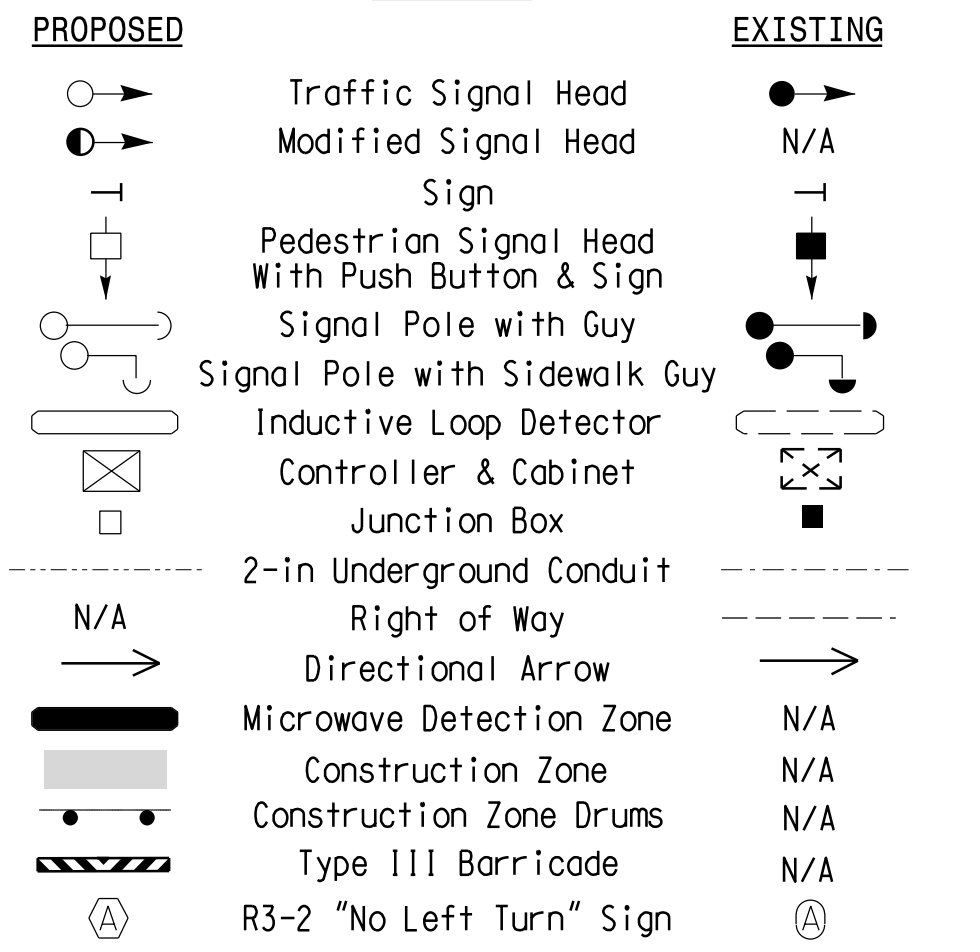 PROPOSED EXISTING
Traffic Signal Head
Modified Signal Head N/A
Sign
Pedestrian Signal Head
With Push Button & Sign
Signal Pole with Guy
Signal Pole with Sidewalk Guy
Inductive Loop Detector
Controller & Cabinet
Junction Box
2-in Underground Conduit
N/A Right of Way
Directional Arrow
Microwave Detection Zone N/A
Construction Zone N/A
Construction Zone Drums N/A
Type III Barricade N/A
A R3-2 "No Left Turn" Sign A